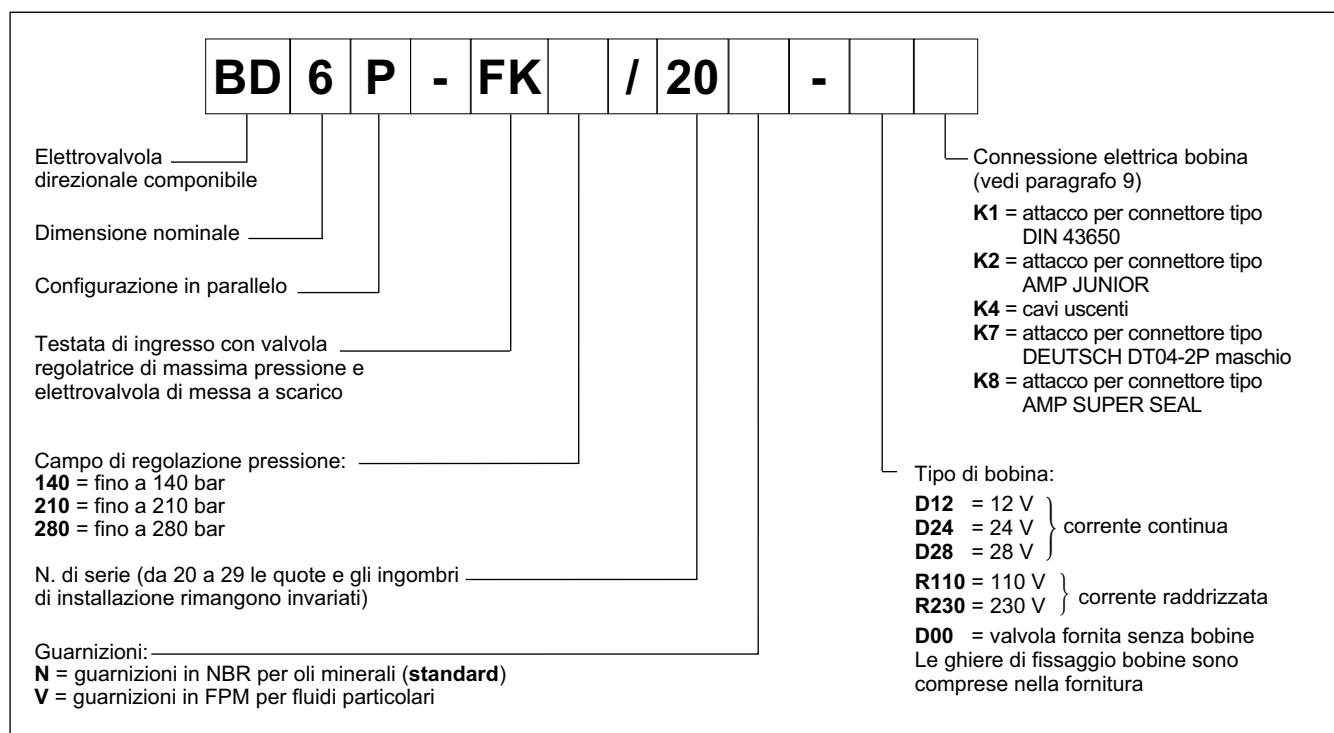 BD 6 P - FK / 20 -
Elettrovalvola
direzionale componibile
Dimensione nominale
Configurazione in parallelo
Testata di ingresso con valvola
regolatrice di massima pressione e
elettrovalvola di messa a scarico
Campo di regolazione pressione:
140 = fino a 140 bar
210 = fino a 210 bar
280 = fino a 280 bar
N. di serie (da 20 a 29 le quote e gli ingombri
di installazione rimangono invariati)
Guarnizioni:
N = guarnizioni in NBR per oli minerali (standard)
V = guarnizioni in FPM per fluidi particolari
Connessione elettrica bobina
(vedi paragrafo 9)
K1 = attacco per connettore tipo
DIN 43650
K2 = attacco per connettore tipo
AMP JUNIOR
K4 = cavi uscenti
K7 = attacco per connettore tipo
DEUTSCH DT04-2P maschio
K8 = attacco per connettore tipo
AMP SUPER SEAL
Tipo di bobina:
D12 = 12 V
D24 = 24 V corrente continua
D28 = 28 V
R110 = 110 V
R230 = 230 V corrente raddrizzata
D00 = valvola fornita senza bobine
Le ghiere di fissaggio bobine sono
comprese nella fornitura